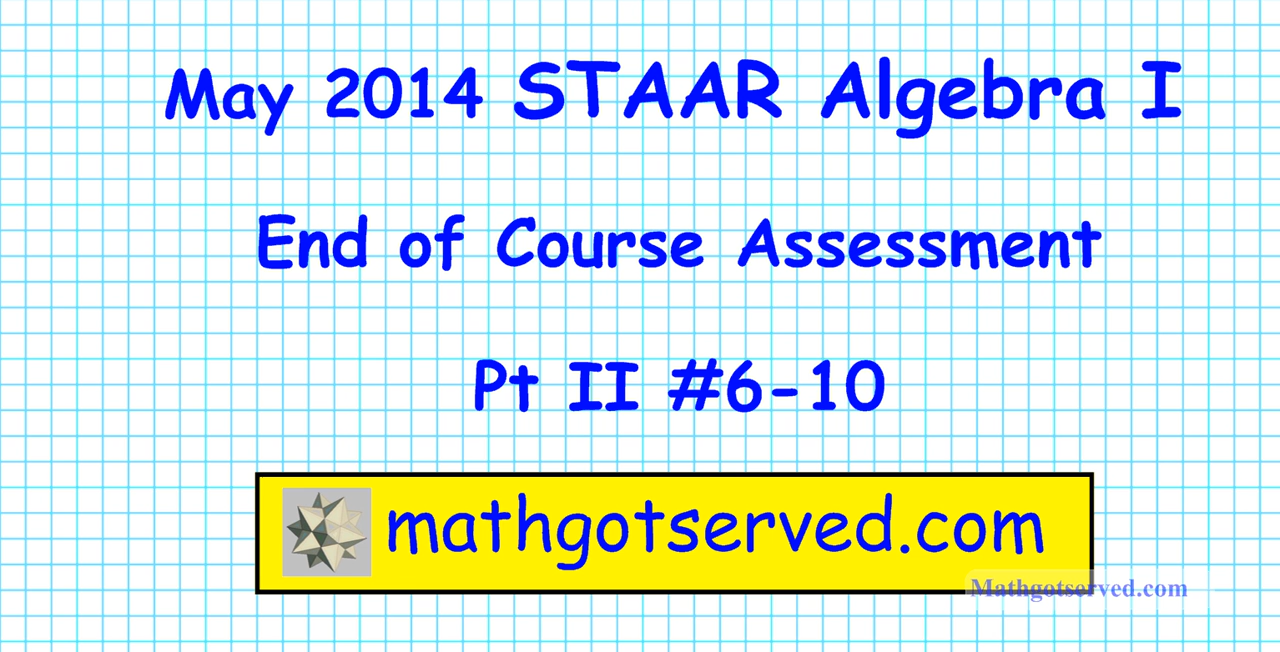 May 2014 STAAR Algebra I
End of Course Assessment
Pt II #6-10
mathgotserved.com
Mathgotserved.com